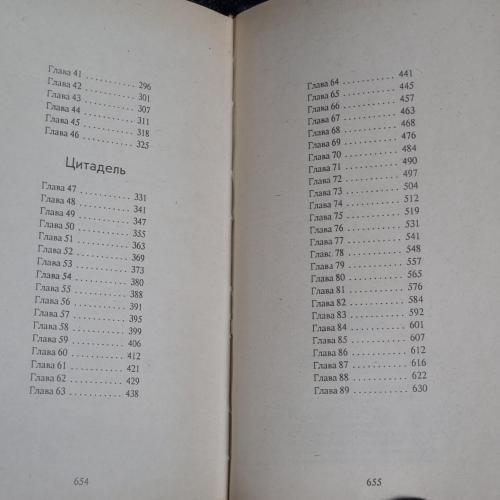 Глава 41 . . . . . . . . . . . . 296
Глава 42 . . . . . . . . . . . . 301
Глава 43 . . . . . . . . . . . . 307
Глава 44 . . . . . . . . . . . . 311
Глава 45 . . . . . . . . . . . . 318
Глава 46 . . . . . . . . . . . . 325
Цитадель
Глава 47 . . . . . . . . . . . . 331
Глава 48 . . . . . . . . . . . . 341
Глава 49 . . . . . . . . . . . . 347
Глава 50 . . . . . . . . . . . . 355
Глава 51 . . . . . . . . . . . . 363
Глава 52 . . . . . . . . . . . . 369
Глава 53 . . . . . . . . . . . . 373
Глава 54 . . . . . . . . . . . . 380
Глава 55 . . . . . . . . . . . . 388
Глава 56 . . . . . . . . . . . . 391
Глава 57 . . . . . . . . . . . . 395
Глава 58 . . . . . . . . . . . . 399
Глава 59 . . . . . . . . . . . . 406
Глава 60 . . . . . . . . . . . . 412
Глава 61 . . . . . . . . . . . . 421
Глава 62 . . . . . . . . . . . . 429
Глава 63 . . . . . . . . . . . . 438
654
Глава 64 . . . . . . . . . . . . 441
Глава 65 . . . . . . . . . . . . 445
Глава 66 . . . . . . . . . . . . 457
Глава 67 . . . . . . . . . . . . 463
Глава 68 . . . . . . . . . . . . 468
Глава 69 . . . . . . . . . . . . 476
Глава 70 . . . . . . . . . . . . 484
Глава 71 . . . . . . . . . . . . 490
Глава 72 . . . . . . . . . . . . 497
Глава 73 . . . . . . . . . . . . 504
Глава 74 . . . . . . . . . . . . 512
Глава 75 . . . . . . . . . . . . 519
Глава 76 . . . . . . . . . . . . 531
Глава 77 . . . . . . . . . . . . 541
Глава 78 . . . . . . . . . . . . 548
Глава 79 . . . . . . . . . . . . 557
Глава 80 . . . . . . . . . . . . 565
Глава 81 . . . . . . . . . . . . 576
Глава 82 . . . . . . . . . . . . 584
Глава 83 . . . . . . . . . . . . 592
Глава 84 . . . . . . . . . . . . 601
Глава 85 . . . . . . . . . . . . 607
Глава 86 . . . . . . . . . . . . 612
Глава 87 . . . . . . . . . . . . 616
Глава 88 . . . . . . . . . . . . 622
Глава 89 . . . . . . . . . . . . 630
655